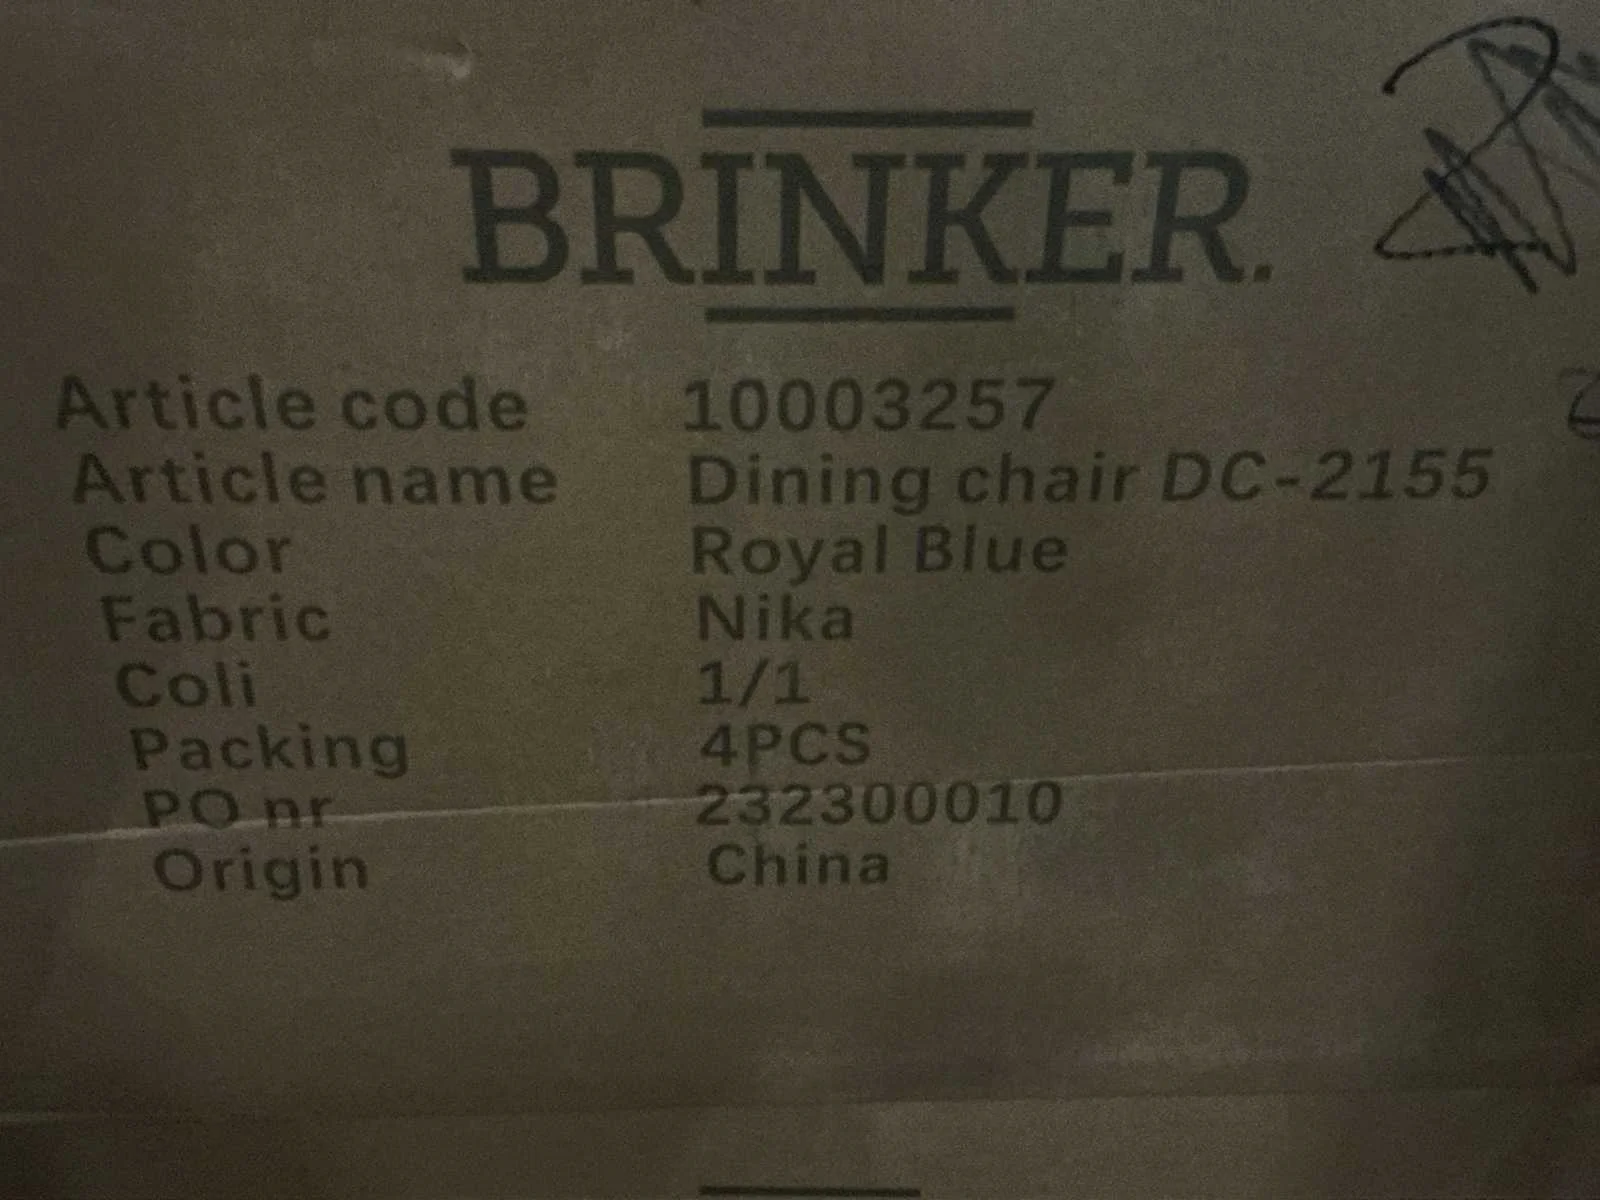 BRINKER.
Article code 10003257
Article name Dining chair DC-2155
Color Royal Blue
Fabric Nika
Coli 1/1
Packing 4PCS
PO nr 232300010
Origin China